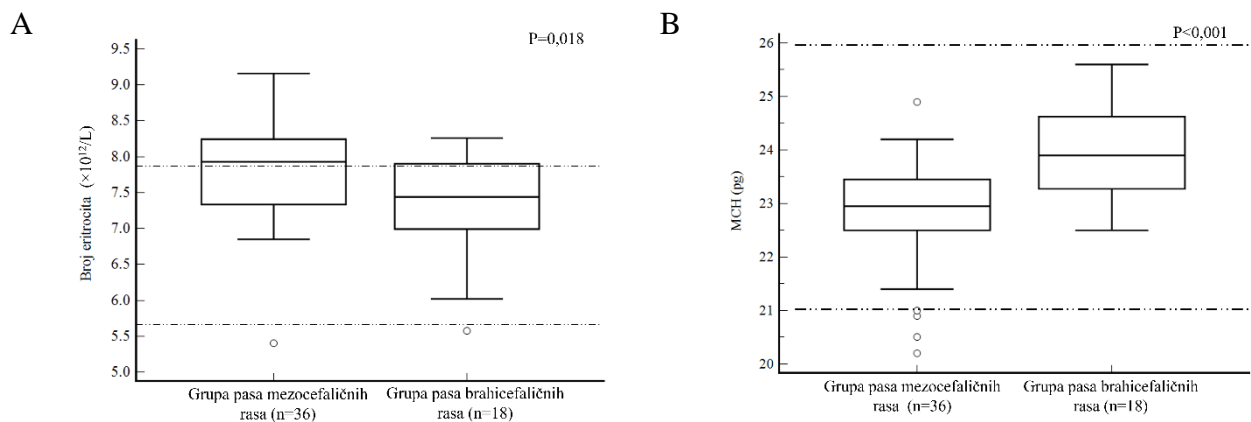 A
P=0,018
Broj eritrocita (×10¹²/L)
9.5
9.0
8.5
8.0
7.5
7.0
6.5
6.0
5.5
5.0
Grupa pasa mezocefaličnih
rasa (n=36)
Grupa pasa brahicefaličnih
rasa (n=18)
B
P<0,001
MCH (pg)
26
25
24
23
22
21
20
Grupa pasa mezocefaličnih
rasa (n=36)
Grupa pasa brahicefaličnih
rasa (n=18)